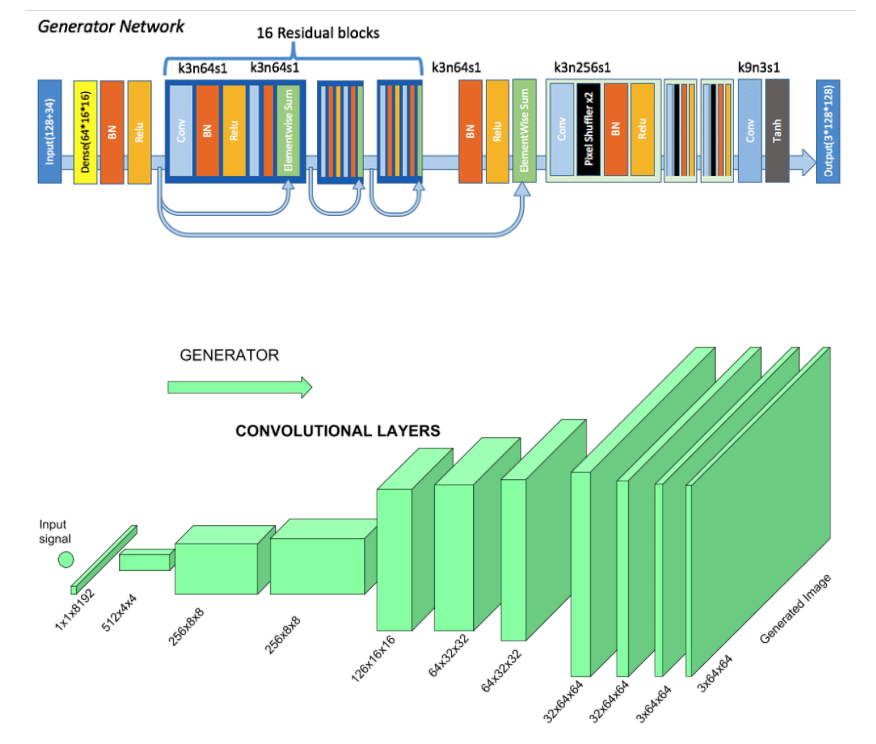 Generator Network
16 Residual blocks
k3n64s1
k3n64s1
k3n64s1
k3n256s1
k9n3s1
Input(128+34)
Dense(64*16*16)
BN
Relu
Conv
BN
Relu
ElementWise Sum
BN
Relu
ElementWise Sum
Conv
Pixel Shuffler x2
BN
Relu
Conv
Tanh
Output(3*128*128)
GENERATOR
CONVOLUTIONAL LAYERS
Input
signal
1x1x8192
512x4x4
256x8x8
256x8x8
126x16x16
64x32x32
64x32x32
32x64x64
32x64x64
3x64x64
3x64x64
Generated Image